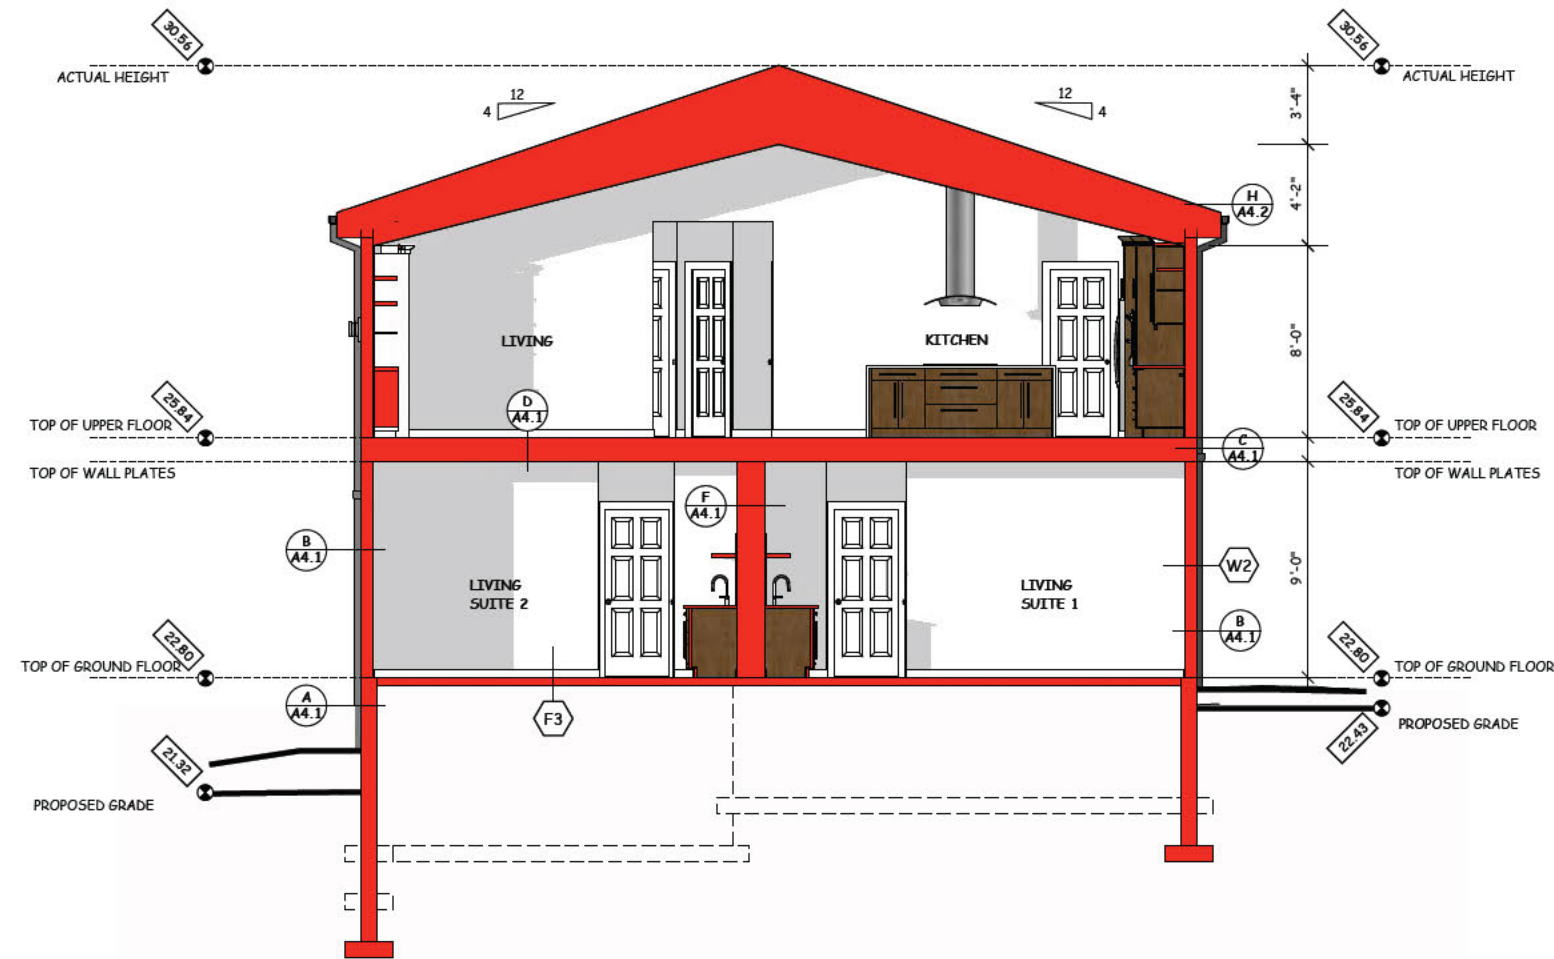 30.56
30.56
ACTUAL HEIGHT
ACTUAL HEIGHT
12
4
12
4
3'-4"
4'-2"
H
A4.2
8'-0"
LIVING
KITCHEN
25.84
25.84
D
A4.1
TOP OF UPPER FLOOR
TOP OF UPPER FLOOR
C
A4.1
TOP OF WALL PLATES
TOP OF WALL PLATES
F
A4.1
B
A4.1
W2
9'-0"
LIVING
SUITE 2
LIVING
SUITE 1
B
A4.1
22.80
22.80
TOP OF GROUND FLOOR
TOP OF GROUND FLOOR
A
A4.1
F3
PROPOSED GRADE
22.43
21.32
PROPOSED GRADE